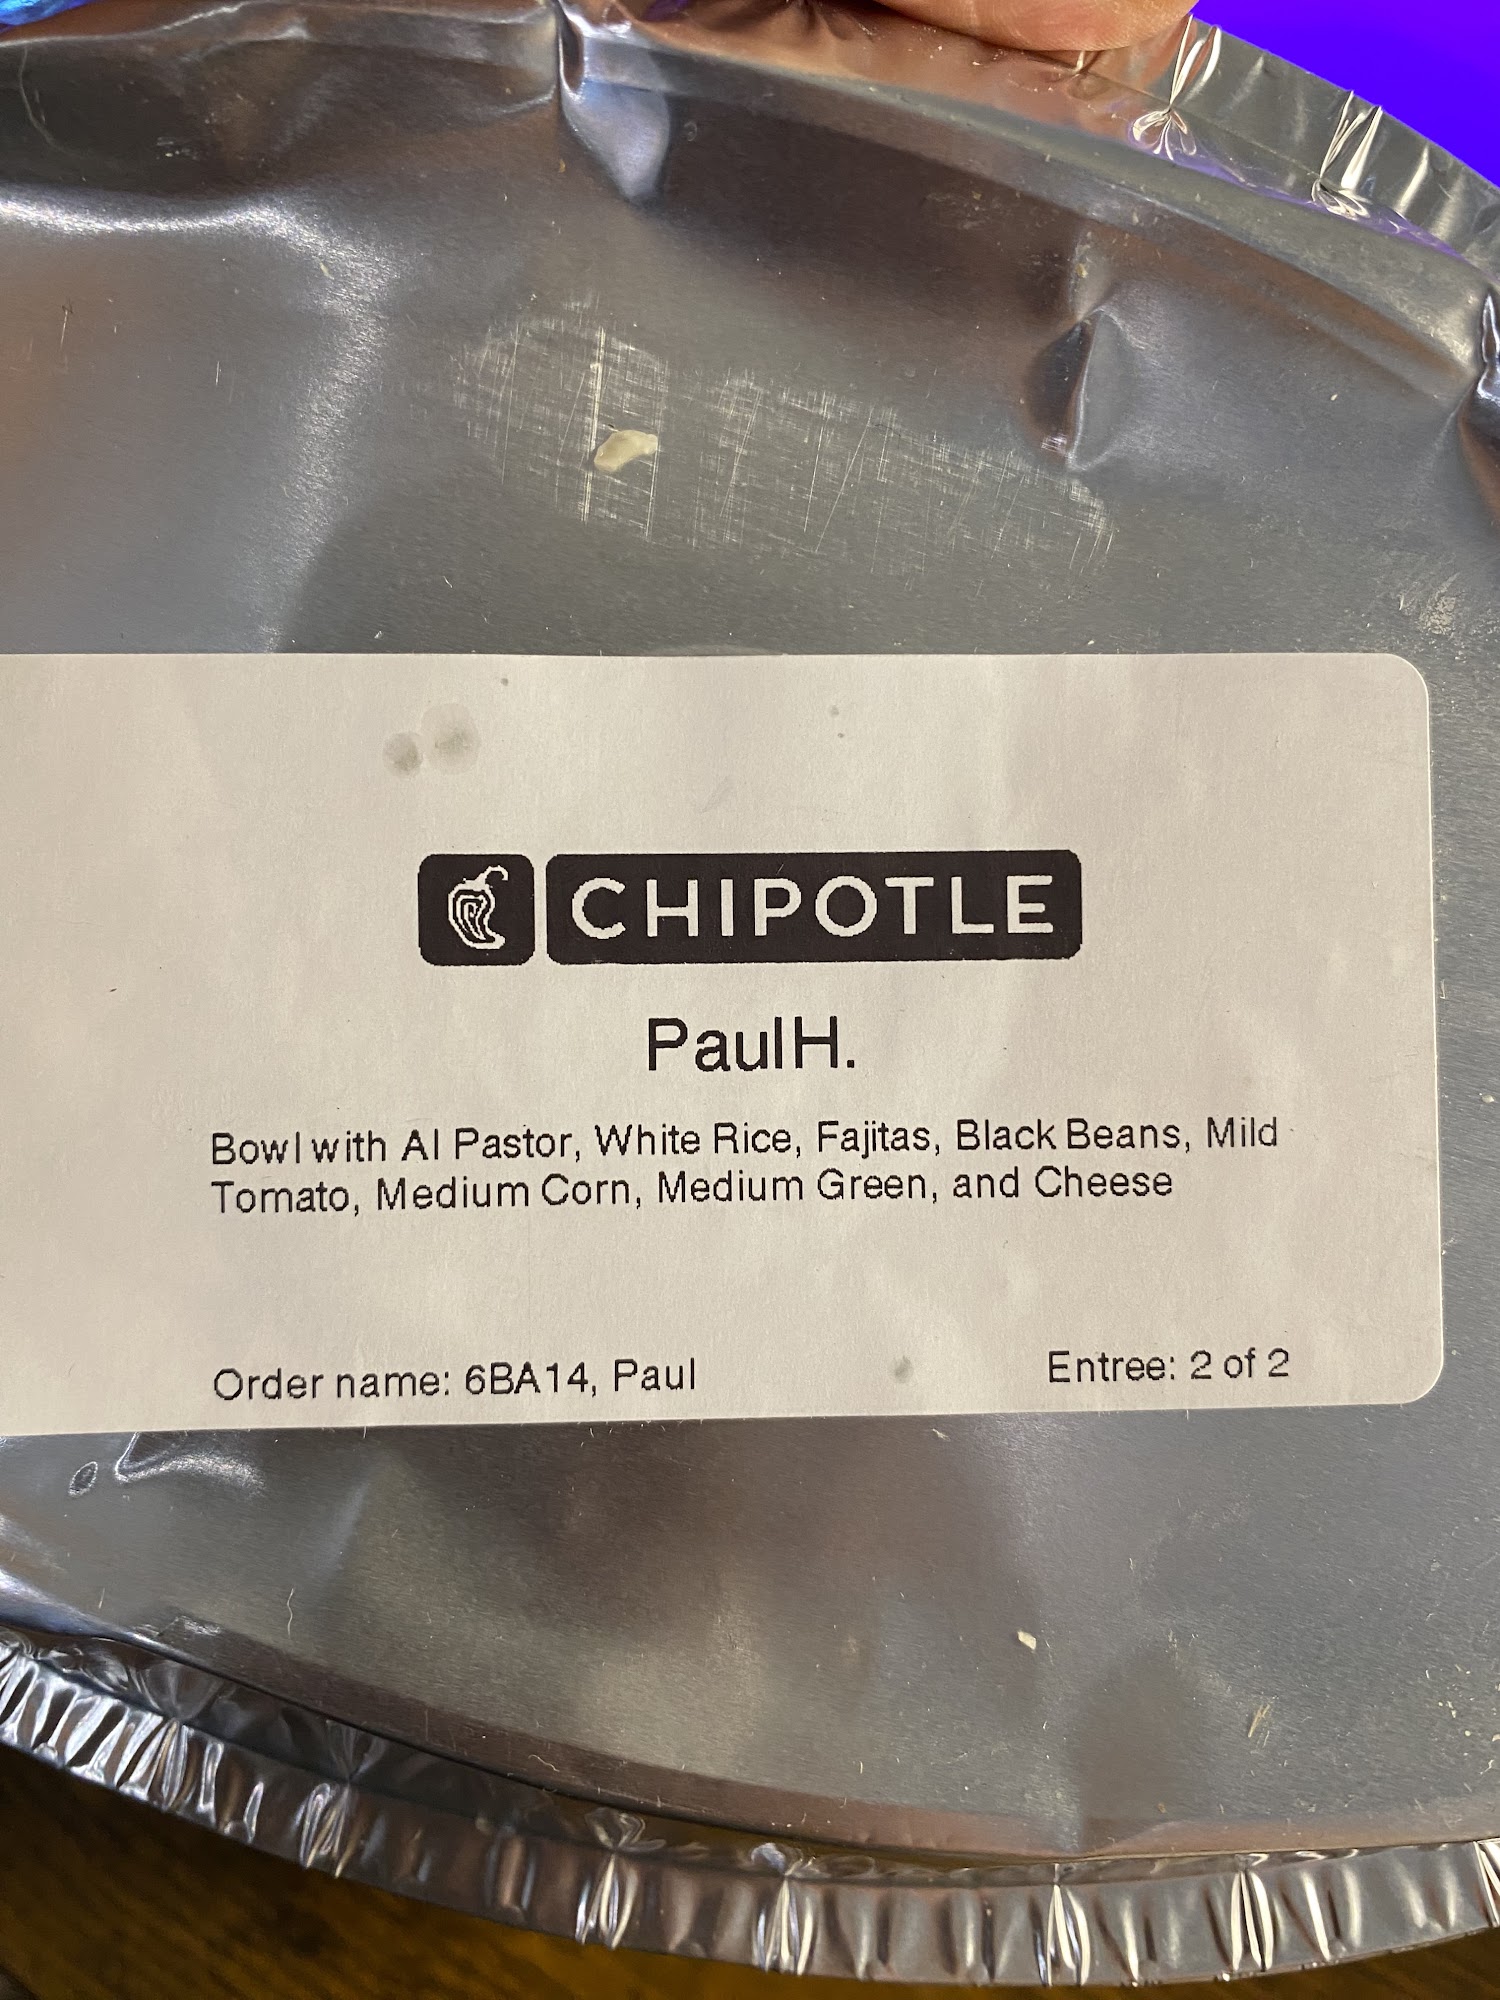 CHIPOTLE
Paul H.
Bowl with Al Pastor, White Rice, Fajitas, Black Beans, Mild
Tomato, Medium Corn, Medium Green, and Cheese
Order name: 6BA14, Paul
Entree: 2 of 2